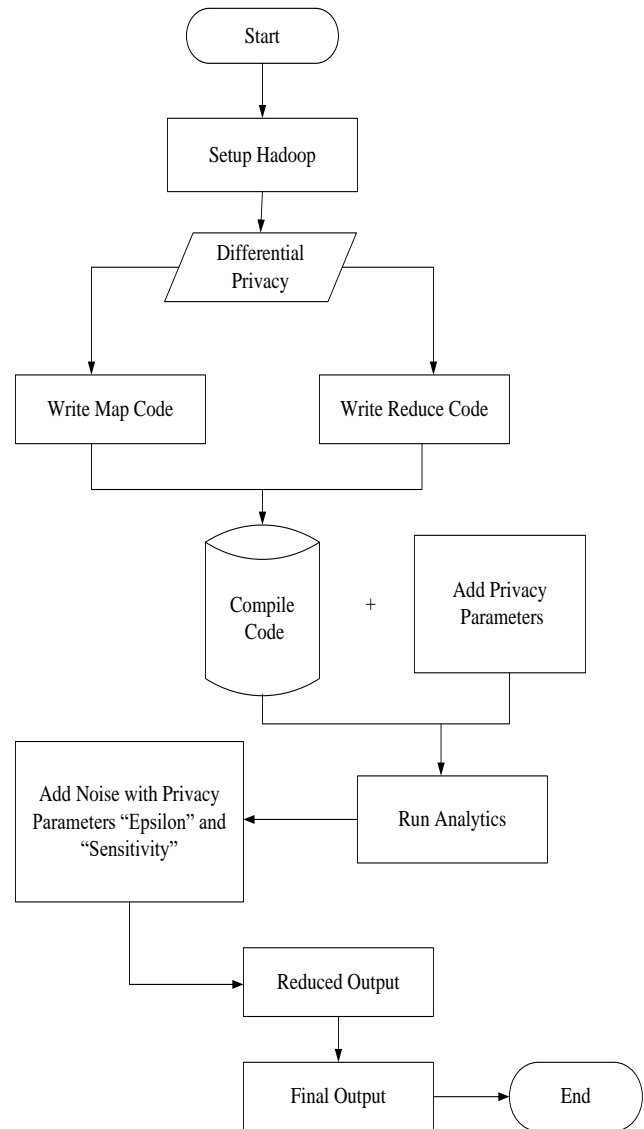 Start
Setup Hadoop
Differential
Privacy
Write Map Code
Write Reduce Code
Compile
Code
+
Add Privacy
Parameters
Add Noise with Privacy
Parameters “Epsilon” and
“Sensitivity”
Run Analytics
Reduced Output
Final Output
End